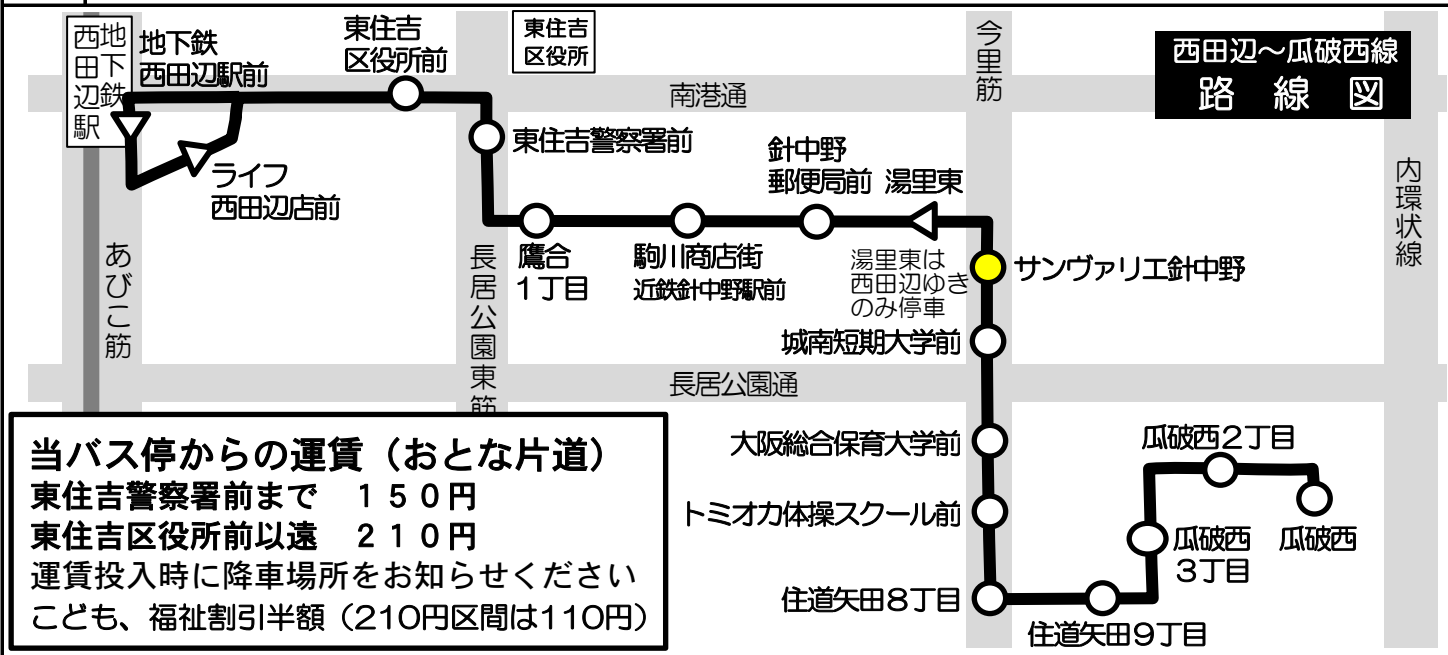 地下鉄
西田辺駅
地下鉄
西田辺駅前
東住吉
区役所前
東住吉
区役所
今里筋
西田辺～瓜破西線
路線図
南港通
東住吉警察署前
針中野
郵便局前
湯里東
ライフ
西田辺店前
内環状線
あびこ筋
長居公園東筋
鷹合
１丁目
駒川商店街
近鉄針中野駅前
湯里東は
西田辺ゆき
のみ停車
サンヴァリエ針中野
城南短期大学前
長居公園通
大阪総合保育大学前
瓜破西２丁目
トミオカ体操スクール前
瓜破西
３丁目
瓜破西
住道矢田８丁目
住道矢田９丁目
当バス停からの運賃（おとな片道）
東住吉警察署前まで　１５０円
東住吉区役所前以遠　２１０円
運賃投入時に降車場所をお知らせください
こども、福祉割引半額（210円区間は110円）